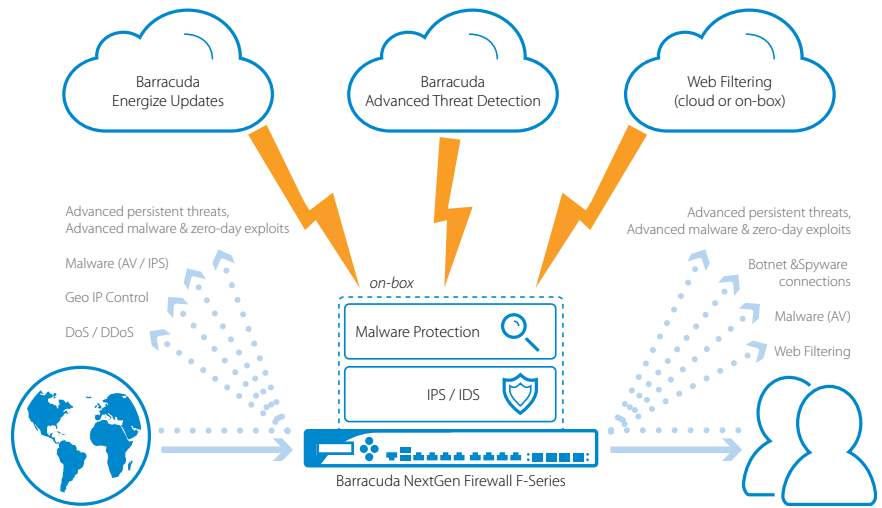 Barracuda
Energize Updates
Barracuda
Advanced Threat Detection
Web Filtering
(cloud or on-box)
Advanced persistent threats,
Advanced malware & zero-day exploits
Malware (AV / IPS)
Geo IP Control
DoS / DDoS
Advanced persistent threats,
Advanced malware & zero-day exploits
Botnet &Spyware
connections
Malware (AV)
Web Filtering
on-box
Malware Protection
IPS / IDS
Barracuda NextGen Firewall F-Series